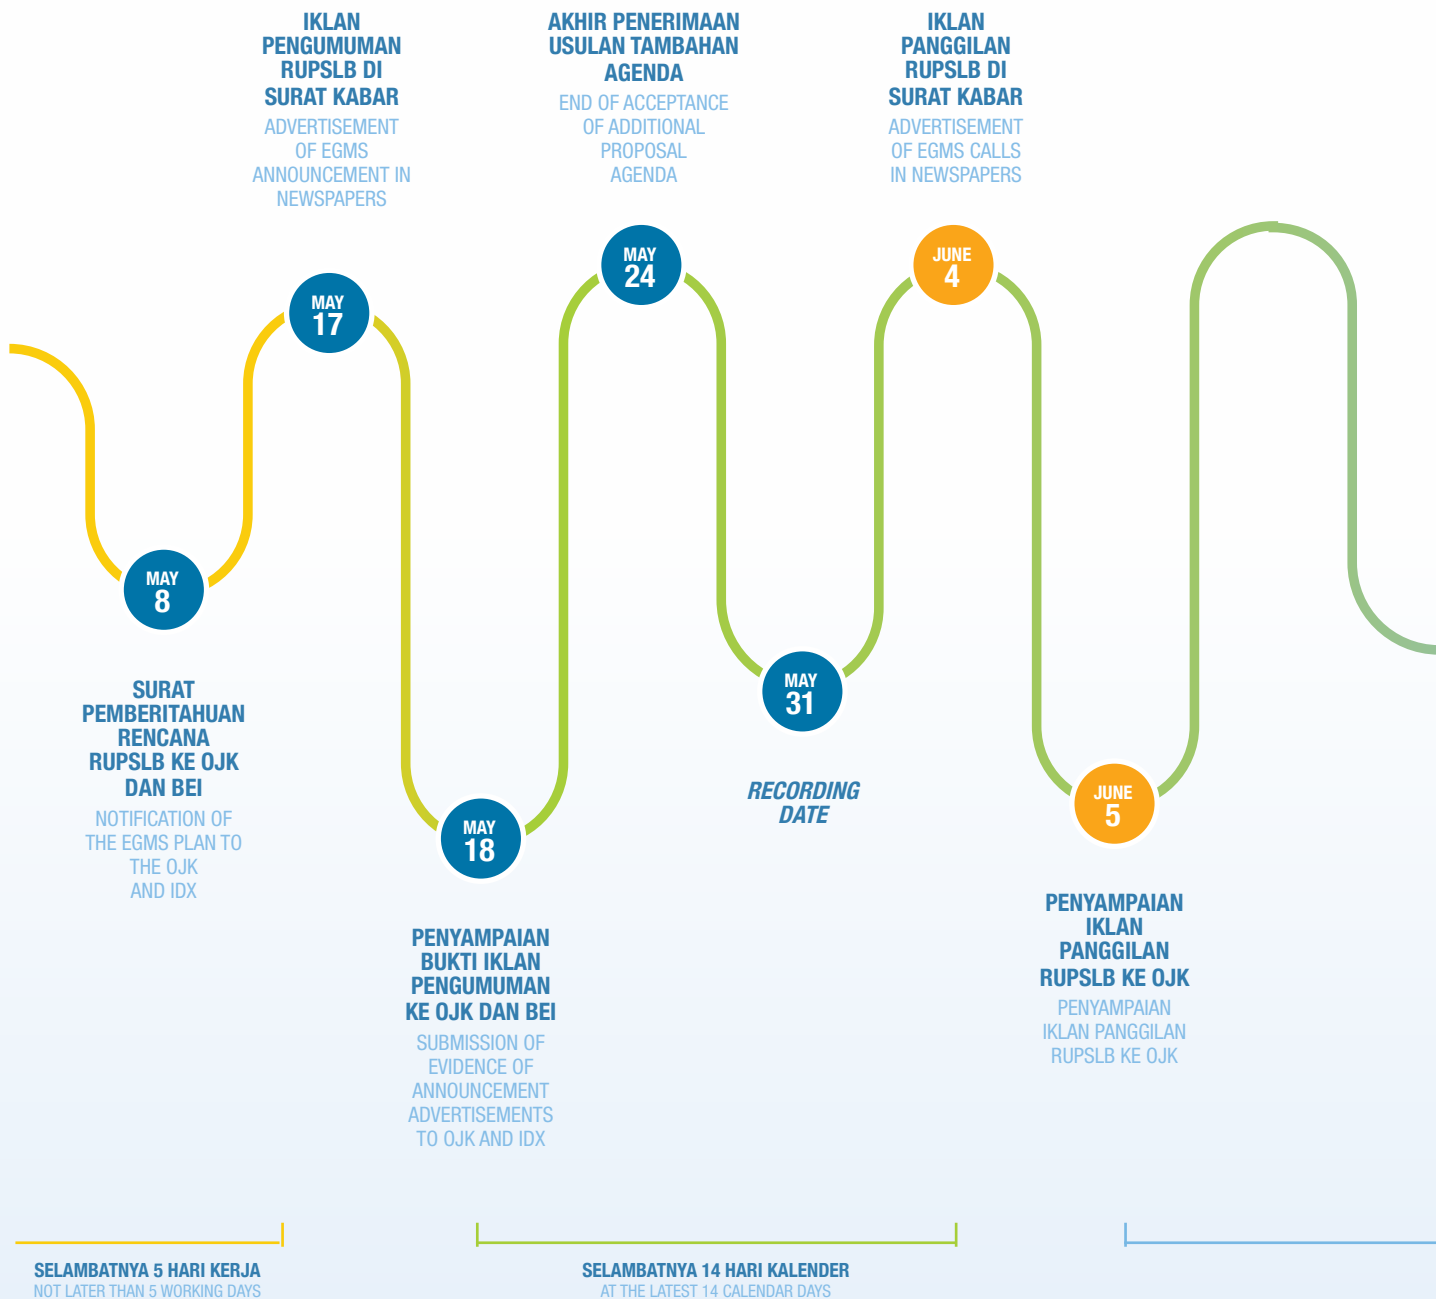 IKLAN
PENGUMUMAN
RUPSLB DI
SURAT KABAR
ADVERTISEMENT
OF EGMS
ANNOUNCEMENT IN
NEWSPAPERS
AKHIR PENERIMAAN
USULAN TAMBAHAN
AGENDA
END OF ACCEPTANCE
OF ADDITIONAL
PROPOSAL
AGENDA
IKLAN
PANGGILAN
RUPSLB DI
SURAT KABAR
ADVERTISEMENT
OF EGMS CALLS
IN NEWSPAPERS
MAY
17
MAY
24
JUNE
4
MAY
8
SURAT
PEMBERITAHUAN
RENCANA
RUPSLB KE OJK
DAN BEI
NOTIFICATION OF
THE EGMS PLAN TO
THE OJK
AND IDX
MAY
18
PENYAMPAIAN
BUKTI IKLAN
PENGUMUMAN
KE OJK DAN BEI
SUBMISSION OF
EVIDENCE OF
ANNOUNCEMENT
ADVERTISEMENTS
TO OJK AND IDX
MAY
31
RECORDING
DATE
JUNE
5
PENYAMPAIAN
IKLAN
PANGGILAN
RUPSLB KE OJK
PENYAMPAIAN
IKLAN PANGGILAN
RUPSLB KE OJK
SELAMBATNYA 5 HARI KERJA
NOT LATER THAN 5 WORKING DAYS
SELAMBATNYA 14 HARI KALENDER
AT THE LATEST 14 CALENDAR DAYS